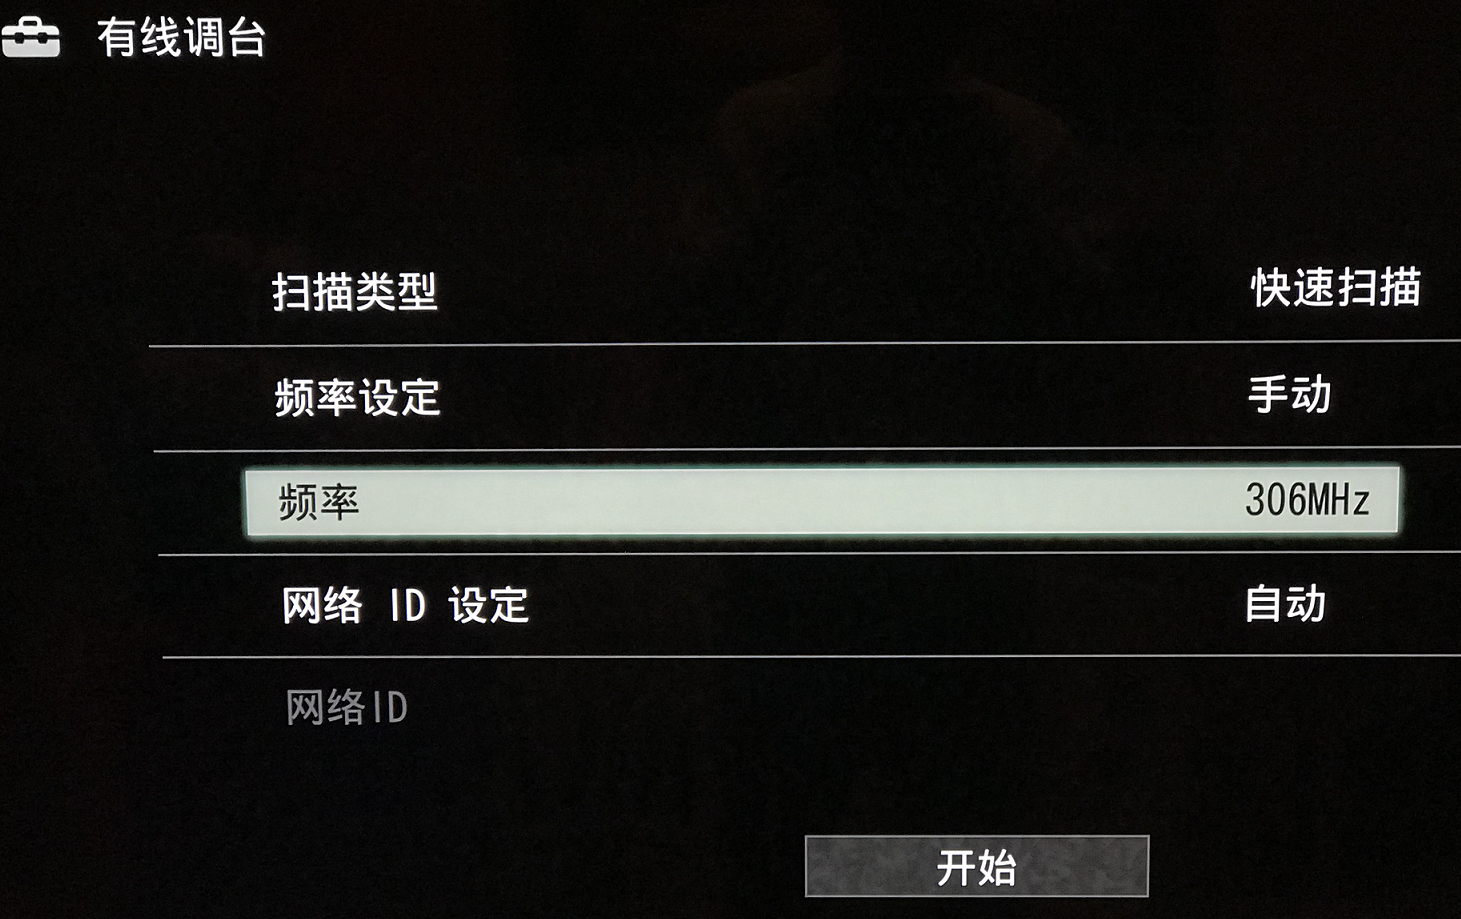 有线调台
扫描类型 快速扫描
频率设定 手动
频率 306MHz
网络 ID 设定 自动
网络ID
开始